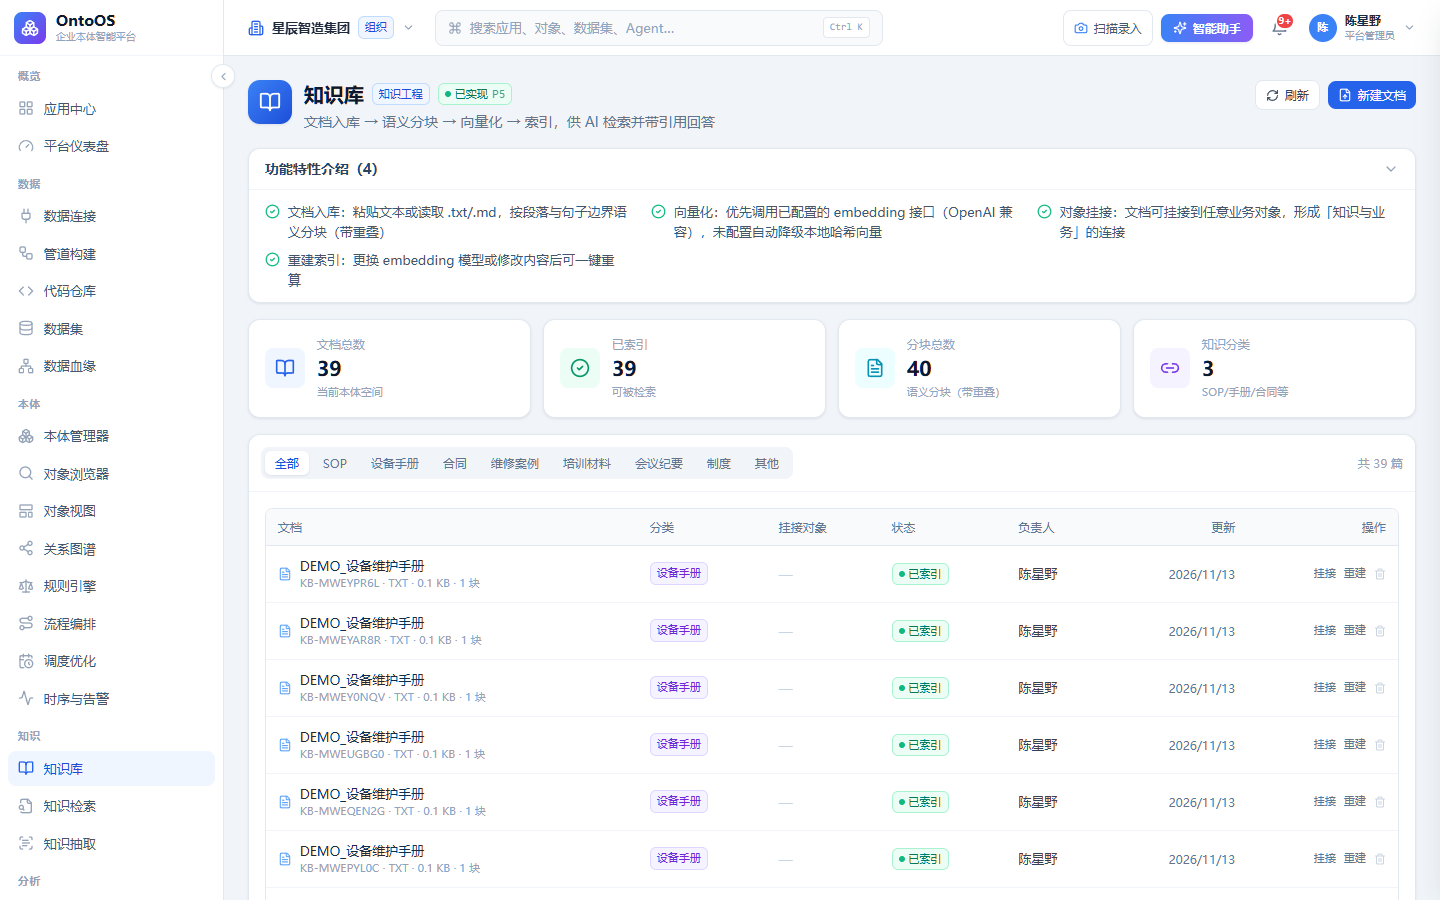 OntoOS
企业本体智能平台
星辰智造集团
组织
搜索应用、对象、数据集、Agent...
Ctrl K
扫描录入
智能助手
9+
陈
陈星野
平台管理员
概览
应用中心
平台仪表盘
数据
数据连接
管道构建
代码仓库
数据集
数据血缘
本体
本体管理器
对象浏览器
对象视图
关系图谱
规则引擎
流程编排
调度优化
时序与告警
知识
知识库
知识检索
知识抽取
分析
知识库
知识工程
已实现 P5
文档入库 → 语义分块 → 向量化 → 索引，供 AI 检索并带引用回答
刷新
新建文档
功能特性介绍（4）
文档入库：粘贴文本或读取 .txt/.md，按段落与句子边界语
义分块（带重叠）
向量化：优先调用已配置的 embedding 接口（OpenAI 兼
容），未配置自动降级本地哈希向量
对象挂接：文档可挂接到任意业务对象，形成「知识与业
务」的连接
重建索引：更换 embedding 模型或修改内容后可一键重
算
文档总数
39
当前本体空间
已索引
39
可被检索
分块总数
40
语义分块（带重叠）
知识分类
3
SOP/手册/合同等
全部 SOP 设备手册 合同 维修案例 培训材料 会议纪要 制度 其他
共 39 篇
文档 分类 挂接对象 状态 负责人 更新 操作
DEMO_设备维护手册
KB-MWEYPR6L · TXT · 0.1 KB · 1 块
设备手册 — 已索引 陈星野 2026/11/13 挂接 重建
DEMO_设备维护手册
KB-MWEYAR8R · TXT · 0.1 KB · 1 块
设备手册 — 已索引 陈星野 2026/11/13 挂接 重建
DEMO_设备维护手册
KB-MWEY0NQV · TXT · 0.1 KB · 1 块
设备手册 — 已索引 陈星野 2026/11/13 挂接 重建
DEMO_设备维护手册
KB-MWEUGBG0 · TXT · 0.1 KB · 1 块
设备手册 — 已索引 陈星野 2026/11/13 挂接 重建
DEMO_设备维护手册
KB-MWEQEN2G · TXT · 0.1 KB · 1 块
设备手册 — 已索引 陈星野 2026/11/13 挂接 重建
DEMO_设备维护手册
KB-MWEPYL0C · TXT · 0.1 KB · 1 块
设备手册 — 已索引 陈星野 2026/11/13 挂接 重建